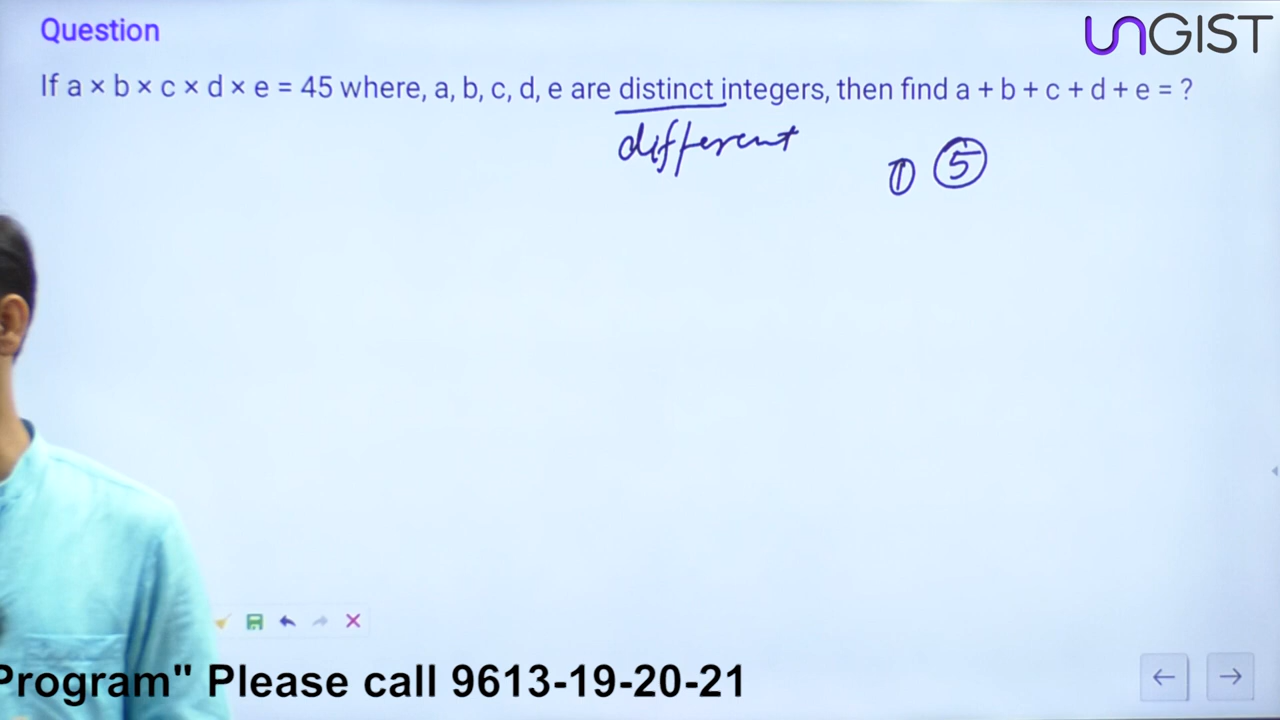 Question
UNGIST
If a × b × c × d × e = 45 where, a, b, c, d, e are distinct integers, then find a + b + c + d + e = ?
different
① ⑤
Program" Please call 9613-19-20-21